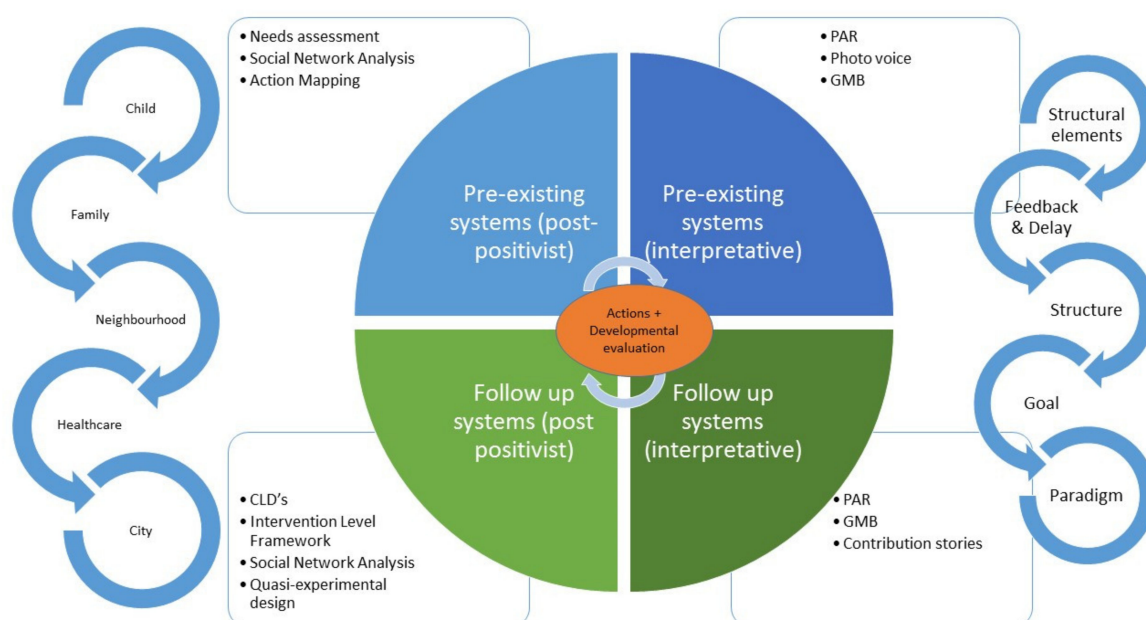 Child
Family
Neighbourhood
Healthcare
City
• Needs assessment
• Social Network Analysis
• Action Mapping
• PAR
• Photo voice
• GMB
Pre-existing
systems (post-
positivist)
Pre-existing
systems
(interpretative)
Actions +
Developmental
evaluation
Follow up
systems (post
positivist)
Follow up
systems
(interpretative)
• CLD’s
• Intervention Level
Framework
• Social Network Analysis
• Quasi-experimental
design
• PAR
• GMB
• Contribution stories
Structural
elements
Feedback
& Delay
Structure
Goal
Paradigm